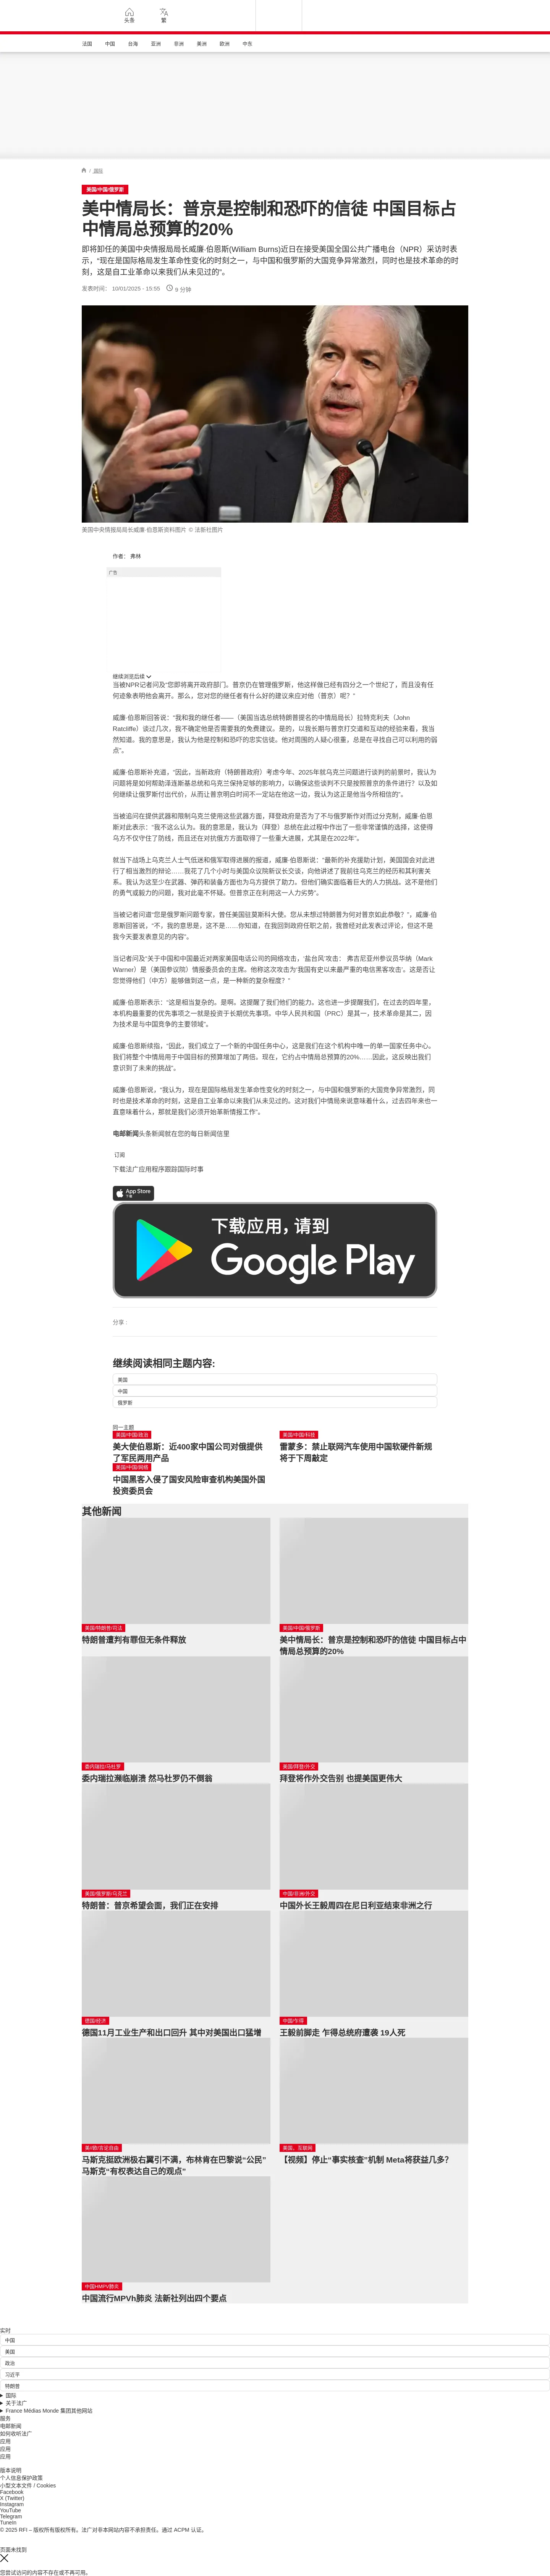 头条
繁
法国
中国
台海
亚洲
非洲
美洲
欧洲
中东
/ 国际
美国/中国/俄罗斯
美中情局长：普京是控制和恐吓的信徒 中国目标占
中情局总预算的20%
即将卸任的美国中央情报局局长威廉·伯恩斯(William Burns)近日在接受美国全国公共广播电台（NPR）采访时表
示，“现在是国际格局发生革命性变化的时刻之一，与中国和俄罗斯的大国竞争异常激烈，同时也是技术革命的时
刻，这是自工业革命以来我们从未见过的”。
发表时间： 10/01/2025 - 15:55
9 分钟
美国中央情报局局长威廉·伯恩斯资料图片 © 法新社图片
作者： 弗林
广告
继续浏览后续
当被NPR记者问及“您即将离开政府部门。普京仍在管理俄罗斯，他这样做已经有四分之一个世纪了，而且没有任
何迹象表明他会离开。那么，您对您的继任者有什么好的建议来应对他（普京）呢？”
威廉·伯恩斯回答说：“我和我的继任者——（美国当选总统特朗普提名的中情局局长）拉特克利夫（John
Ratcliffe）谈过几次，我不确定他是否需要我的免费建议。是的，以我长期与普京打交道和互动的经验来看，我当
然知道。我的意思是，我认为他是控制和恐吓的忠实信徒。他对周围的人疑心很重，总是在寻找自己可以利用的弱
点”。
威廉·伯恩斯补充道，“因此，当新政府（特朗普政府）考虑今年、2025年就乌克兰问题进行谈判的前景时，我认为
问题将是如何帮助泽连斯基总统和乌克兰保持足够的影响力，以确保这些谈判不只是按照普京的条件进行？以及如
何继续让俄罗斯付出代价，从而让普京明白时间不一定站在他这一边，我认为这正是他当今所相信的”。
当被追问在提供武器和限制乌克兰使用这些武器方面，拜登政府是否为了不与俄罗斯作对而过分克制，威廉·伯恩
斯对此表示：“我不这么认为。我的意思是，我认为（拜登）总统在此过程中作出了一些非常谨慎的选择，这使得
乌方不仅守住了防线，而且还在对抗俄方方面取得了一些重大进展，尤其是在2022年”。
就当下战场上乌克兰人士气低迷和俄军取得进展的报道，威廉·伯恩斯说：“最新的补充援助计划，美国国会对此进
行了相当激烈的辩论……我花了几个小时与美国众议院新议长交谈，向他讲述了我前往乌克兰的经历和其利害关
系。我认为这至少在武器、弹药和装备方面也为乌方提供了助力。但他们确实面临着巨大的人力挑战。这不是他们
的勇气或毅力的问题，我对此毫不怀疑。但普京正在利用这一人力劣势”。
当被记者问道“您是俄罗斯问题专家，曾任美国驻莫斯科大使。您从未想过特朗普为何对普京如此恭敬？”，威廉·伯
恩斯回答说，“不，我的意思是，这不是……你知道，在我回到政府任职之前，我曾经对此发表过评论，但这不是
我今天要发表意见的内容”。
当记者问及“关于中国和中国最近对两家美国电话公司的网络攻击，‘盐台风’攻击： 弗吉尼亚州参议员华纳（Mark
Warner）是（美国参议院）情报委员会的主席。他称这次攻击为‘我国有史以来最严重的电信黑客攻击’。这是否让
您觉得他们（中方）能够做到这一点，是一种新的复杂程度？”
威廉·伯恩斯表示：“这是相当复杂的。是啊。这提醒了我们他们的能力。这也进一步提醒我们，在过去的四年里，
本机构最重要的优先事项之一就是投资于长期优先事项。中华人民共和国（PRC）是其一，技术革命是其二，因
为技术是与中国竞争的主要领域”。
威廉·伯恩斯续指，“因此，我们成立了一个新的中国任务中心，这是我们在这个机构中唯一的单一国家任务中心。
我们将整个中情局用于中国目标的预算增加了两倍。现在，它约占中情局总预算的20%……因此，这反映出我们
意识到了未来的挑战”。
威廉·伯恩斯说，“我认为，现在是国际格局发生革命性变化的时刻之一，与中国和俄罗斯的大国竞争异常激烈，同
时也是技术革命的时刻，这是自工业革命以来我们从未见过的。这对我们中情局来说意味着什么，过去四年来也一
直意味着什么，那就是我们必须开始革新情报工作”。
电邮新闻头条新闻就在您的每日新闻信里
订阅
下载法广应用程序跟踪国际时事
App Store
下载
下载应用，请到
Google Play
分享 :
继续阅读相同主题内容:
美国
中国
俄罗斯
同一主题
美国/中国/政治
美大使伯恩斯：近400家中国公司对俄提供
了军民两用产品
美国/中国/科技
雷蒙多：禁止联网汽车使用中国软硬件新规
将于下周敲定
美国/中国/网络
中国黑客入侵了国安风险审查机构美国外国
投资委员会
其他新闻
美国/特朗普/司法
特朗普遭判有罪但无条件释放
美国/中国/俄罗斯
美中情局长：普京是控制和恐吓的信徒 中国目标占中
情局总预算的20%
委内瑞拉/马杜罗
委内瑞拉濒临崩溃 然马杜罗仍不倒翁
美国/拜登/外交
拜登将作外交告别 也提美国更伟大
美国/俄罗斯/乌克兰
特朗普：普京希望会面，我们正在安排
中国/非洲/外交
中国外长王毅周四在尼日利亚结束非洲之行
德国/经济
德国11月工业生产和出口回升 其中对美国出口猛增
中国/乍得
王毅前脚走 乍得总统府遭袭 19人死
美//欧/言论自由
马斯克挺欧洲极右翼引不满，布林肯在巴黎说“公民”
马斯克“有权表达自己的观点”
美国、互联网
【视频】停止“事实核查”机制 Meta将获益几多?
中国HMPV肺炎
中国流行MPVh肺炎 法新社列出四个要点
实时
中国
美国
政治
习近平
特朗普
国际
关于法广
France Médias Monde 集团其他网站
服务
电邮新闻
如何收听法广
应用
应用
应用
版本说明
个人信息保护政策
小型文本文件 / Cookies
Facebook
X (Twitter)
Instagram
YouTube
Telegram
TuneIn
© 2025 RFI – 版权所有版权所有。法广对非本网站内容不承担责任。通过 ACPM 认证。
页面未找到
您尝试访问的内容不存在或不再可用。